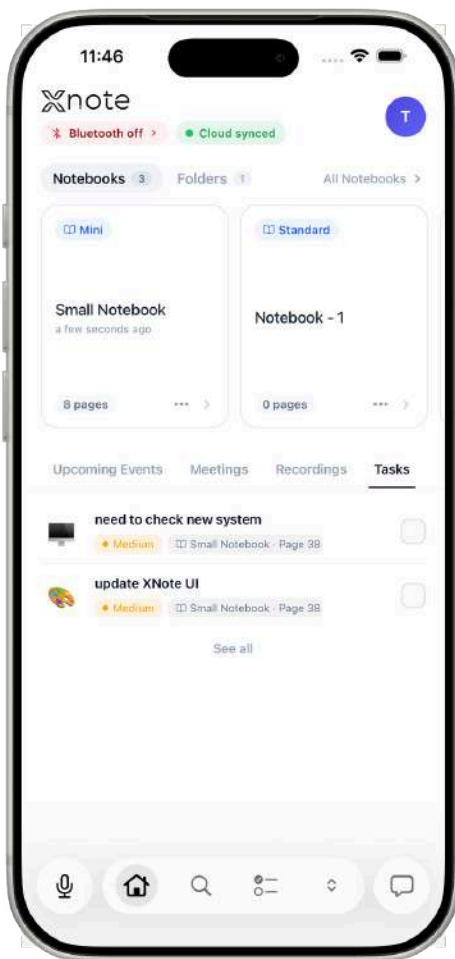 11:46
Xnote
Bluetooth off >
Cloud synced
T
Notebooks 3 Folders 1 All Notebooks >
Mini
Small Notebook
a few seconds ago
8 pages ... >
Standard
Notebook - 1
0 pages ... >
Upcoming Events Meetings Recordings Tasks
need to check new system
Medium Small Notebook · Page 38
update XNote UI
Medium Small Notebook · Page 38
See all